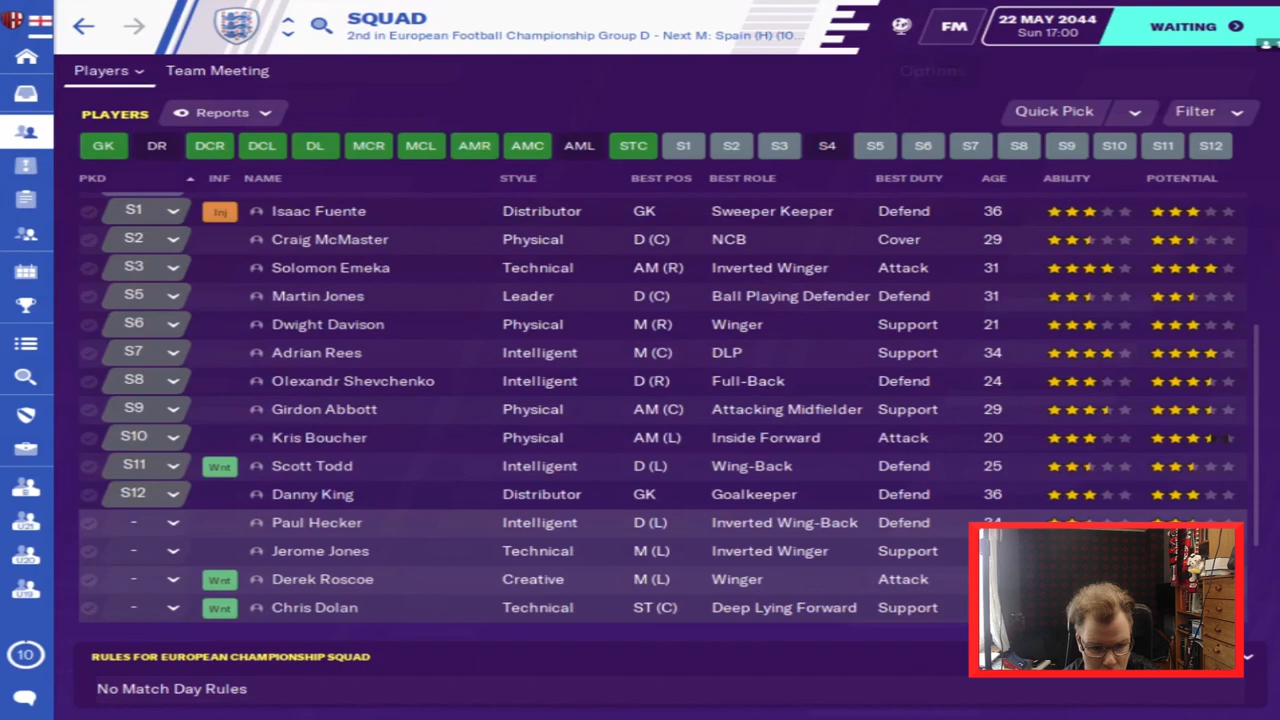 SQUAD
2nd in European Football Championship Group D - Next M: Spain (H) (10...
FM
22 MAY 2044
Sun 17:00
WAITING
Players
Team Meeting
Options
PLAYERS
Reports
Quick Pick
Filter
GK DR DCR DCL DL MCR MCL AMR AMC AML STC S1 S2 S3 S4 S5 S6 S7 S8 S9 S10 S11 S12
PKD INF NAME STYLE BEST POS BEST ROLE BEST DUTY AGE ABILITY POTENTIAL
S1 Inj Isaac Fuente Distributor GK Sweeper Keeper Defend 36
S2 Craig McMaster Physical D (C) NCB Cover 29
S3 Solomon Emeka Technical AM (R) Inverted Winger Attack 31
S5 Martin Jones Leader D (C) Ball Playing Defender Defend 31
S6 Dwight Davison Physical M (R) Winger Support 21
S7 Adrian Rees Intelligent M (C) DLP Support 34
S8 Olexandr Shevchenko Intelligent D (R) Full-Back Defend 24
S9 Girdon Abbott Physical AM (C) Attacking Midfielder Support 29
S10 Kris Boucher Physical AM (L) Inside Forward Attack 20
S11 Wnt Scott Todd Intelligent D (L) Wing-Back Defend 25
S12 Danny King Distributor GK Goalkeeper Defend 36
- Paul Hecker Intelligent D (L) Inverted Wing-Back Defend
- Jerome Jones Technical M (L) Inverted Winger Support
- Wnt Derek Roscoe Creative M (L) Winger Attack
- Wnt Chris Dolan Technical ST (C) Deep Lying Forward Support
10
RULES FOR EUROPEAN CHAMPIONSHIP SQUAD
No Match Day Rules
U21
U20
U19